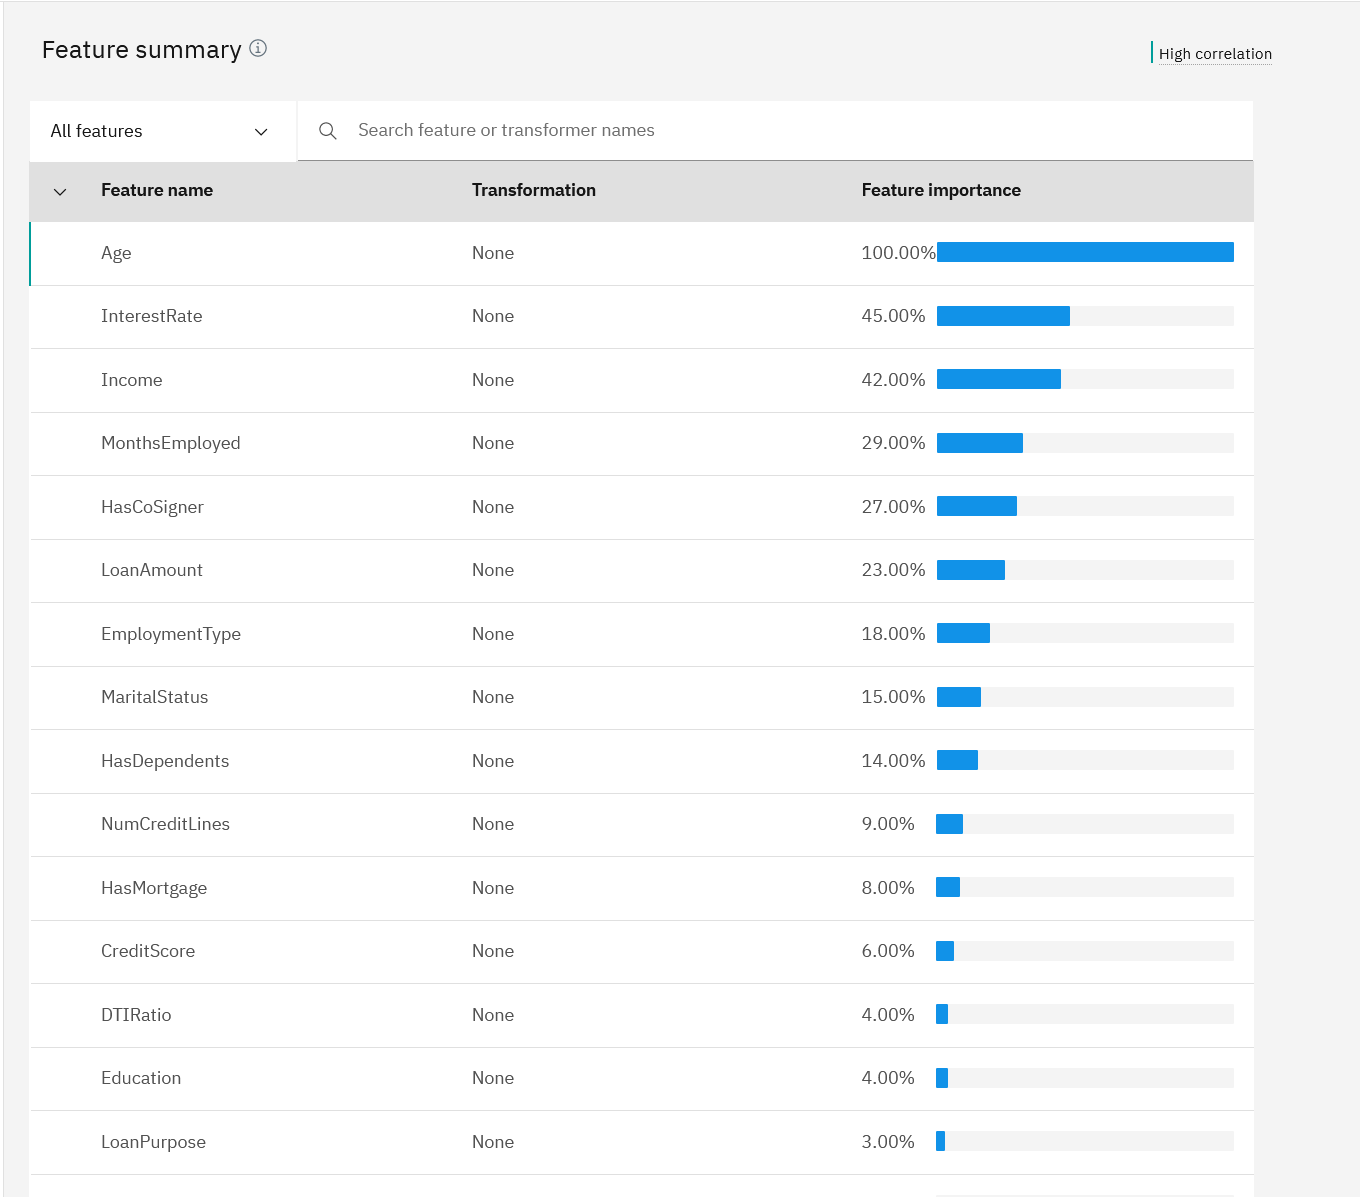 Feature summary
High correlation
All features Search feature or transformer names
Feature name Transformation Feature importance
Age None 100.00%
InterestRate None 45.00%
Income None 42.00%
MonthsEmployed None 29.00%
HasCoSigner None 27.00%
LoanAmount None 23.00%
EmploymentType None 18.00%
MaritalStatus None 15.00%
HasDependents None 14.00%
NumCreditLines None 9.00%
HasMortgage None 8.00%
CreditScore None 6.00%
DTIRatio None 4.00%
Education None 4.00%
LoanPurpose None 3.00%